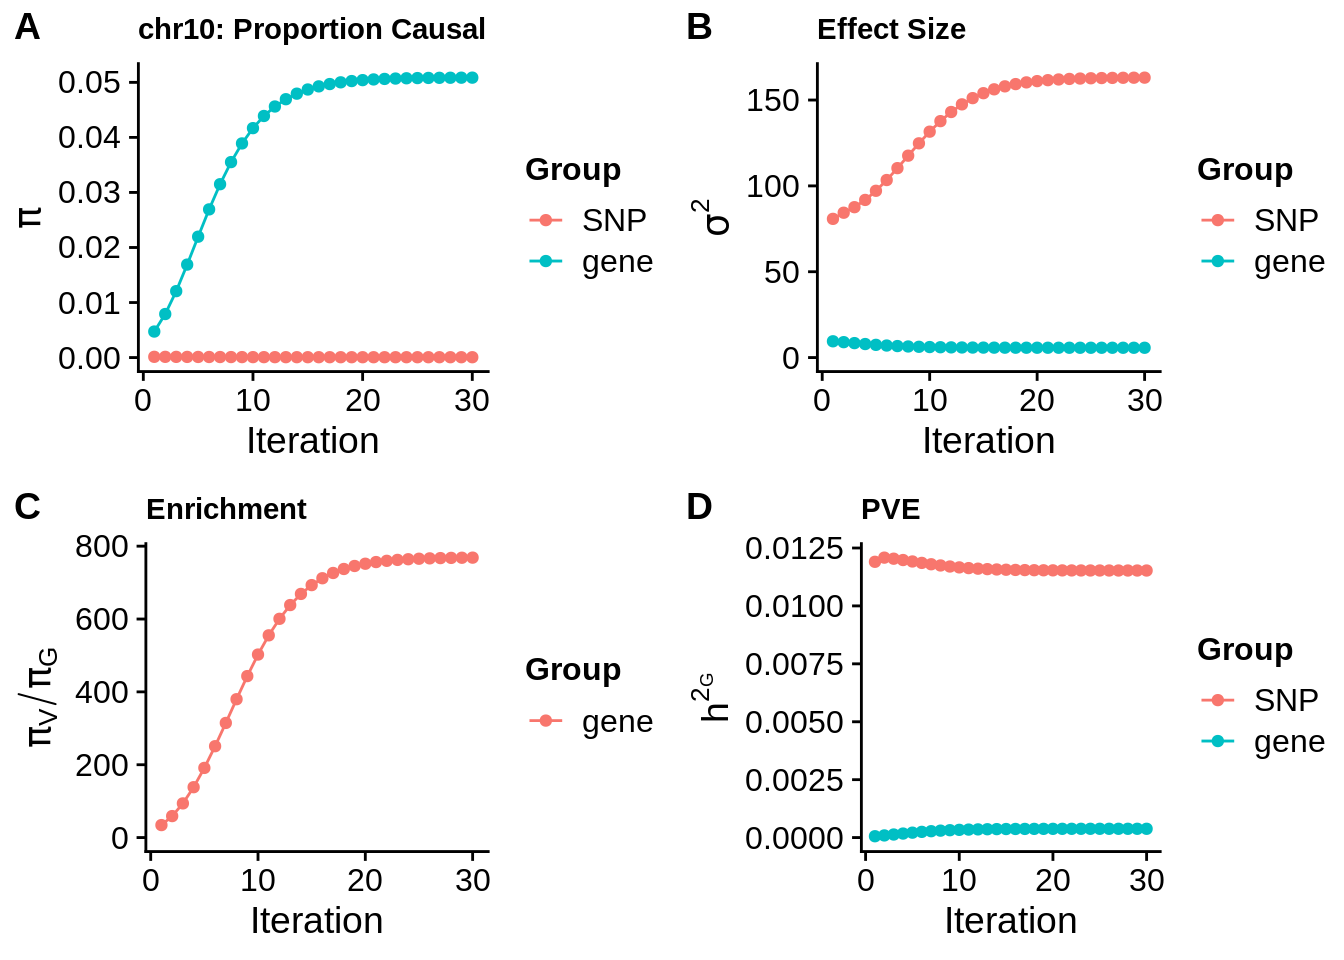 A
chr10: Proportion Causal
π
0.05
0.04
0.03
0.02
0.01
0.00
0 10 20 30
Iteration
Group
SNP
gene
B
Effect Size
σ²
150
100
50
0
0 10 20 30
Iteration
Group
SNP
gene
C
Enrichment
πV/πG
800
600
400
200
0
0 10 20 30
Iteration
Group
gene
D
PVE
h²G
0.0125
0.0100
0.0075
0.0050
0.0025
0.0000
0 10 20 30
Iteration
Group
SNP
gene